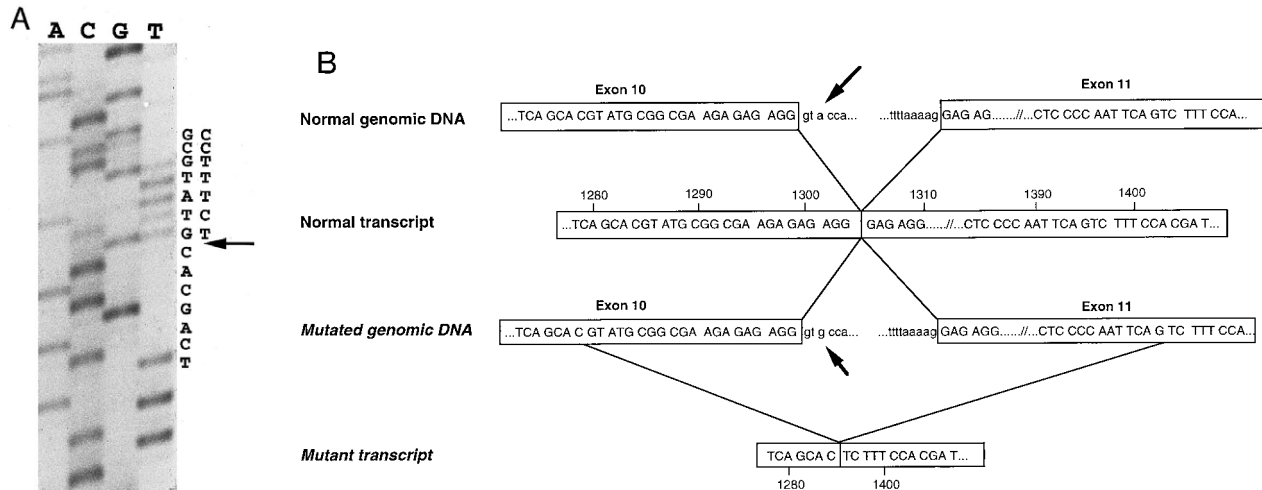 A
A C G T
G C
C C
G T
T T
A T
T C
G T
C
A
C
G
A
C
T
B
Exon 10
Exon 11
Normal genomic DNA
...TCA GCA CGT ATG CGG CGA AGA GAG AGG gt a cca... ...ttttaaaag GAG AG.......//...CTC CCC AAT TCA GTC TTT CCA...
1280 1290 1300 1310 1390 1400
Normal transcript
...TCA GCA CGT ATG CGG CGA AGA GAG AGG GAG AGG......//...CTC CCC AAT TCAGTC TTT CCA CGA T...
Exon 10
Exon 11
Mutated genomic DNA
...TCA GCA C GT ATG CGG CGA AGA GAG AGG gt g cca... ...ttttaaaag GAG AGG.....//...CTC CCC AAT TCA G TC TTT CCA...
Mutant transcript
TCA GCA C TC TTT CCA CGA T...
1280 1400